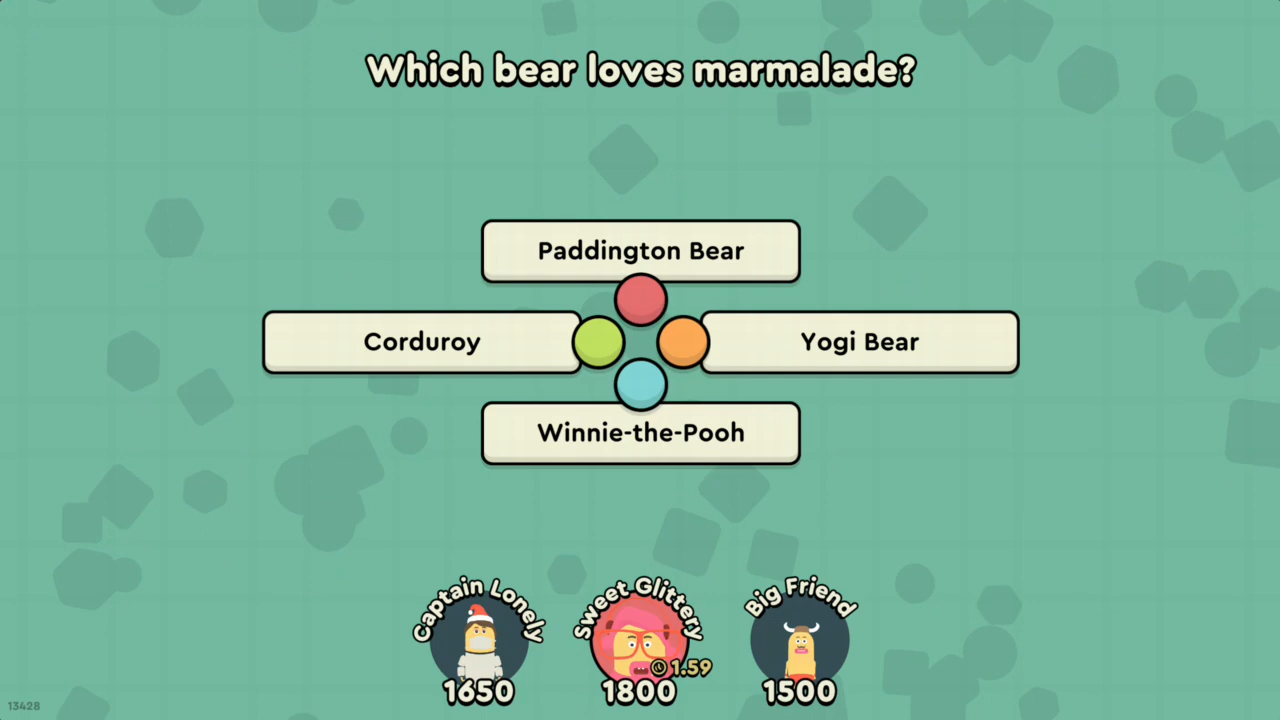 Which bear loves marmalade?
Paddington Bear
Corduroy
Yogi Bear
Winnie-the-Pooh
Captain Lonely
Sweet Glittery
Big Friend
1.59
1650
1800
1500
13428